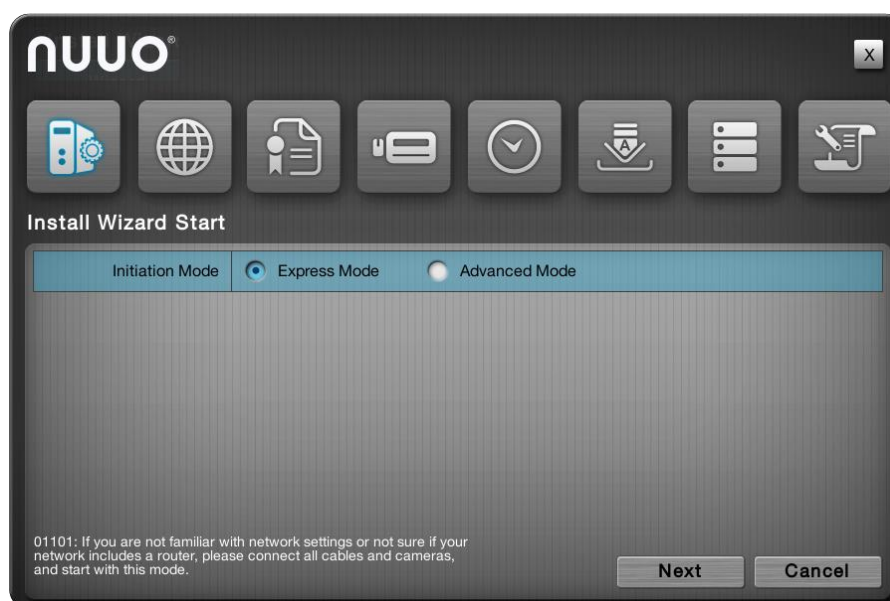 nuuo®
X
A
Install Wizard Start
Initiation Mode Express Mode Advanced Mode
01101: If you are not familiar with network settings or not sure if your
network includes a router, please connect all cables and cameras,
and start with this mode.
Next Cancel